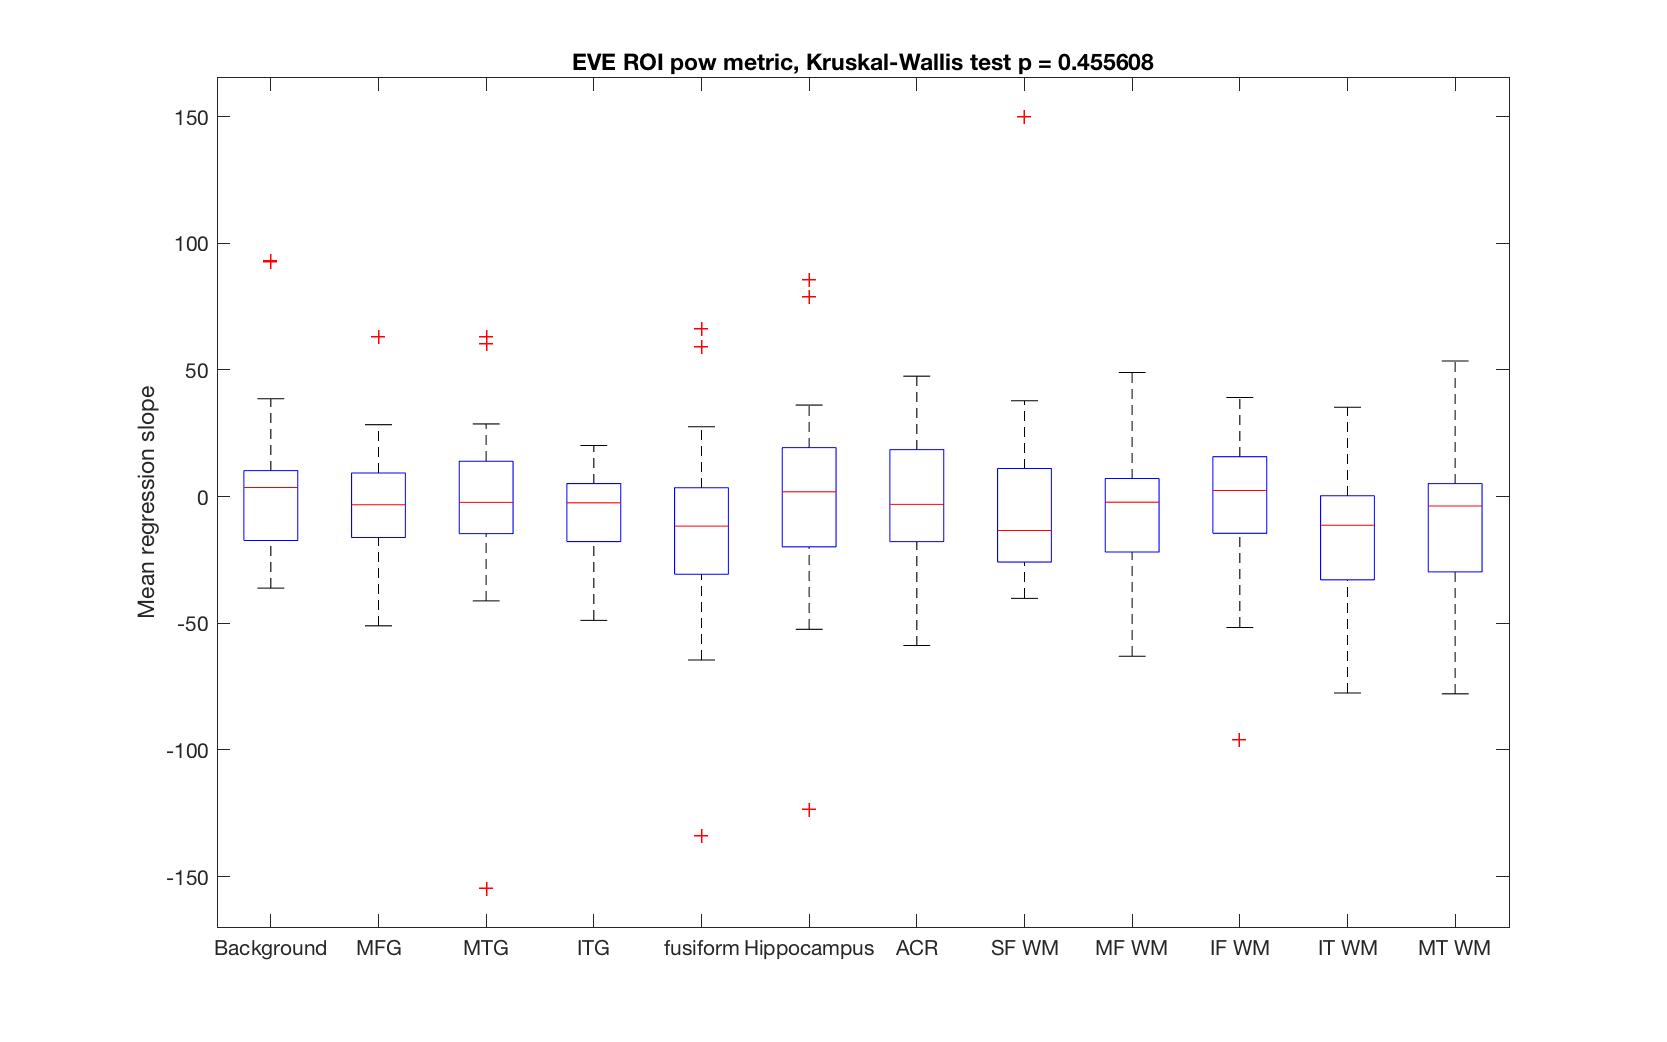 EVE ROI pow metric, Kruskal-Wallis test p = 0.455608
150
100
50
0
-50
-100
-150
Mean regression slope
Background MFG MTG ITG fusiform Hippocampus ACR SF WM MF WM IF WM IT WM MT WM